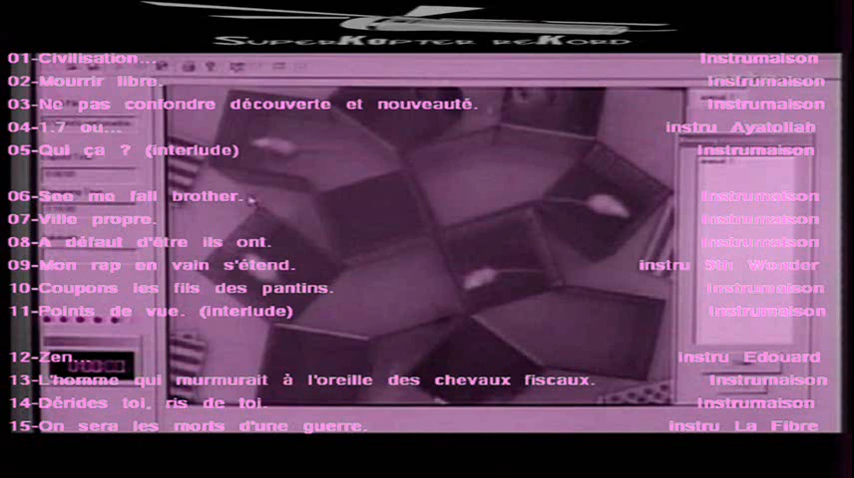 SuperKopter reKord
01-Civilisation... Instrumaison
02-Mourrir libre. Instrumaison
03-Ne pas confondre découverte et nouveauté. Instrumaison
04-1.7 ou... instru Ayatollah
05-Qui ça ? (interlude) Instrumaison
06-See me fall brother. Instrumaison
07-Ville propre. Instrumaison
08-A défaut d'être ils ont. Instrumaison
09-Mon rap en vain s'étend. instru 9th Wonder
10-Coupons les fils des pantins. Instrumaison
11-Points de vue. (interlude) Instrumaison
12-Zen... instru Edouard
13-L'homme qui murmurait à l'oreille des chevaux fiscaux. Instrumaison
14-Dérides toi, ris de toi. Instrumaison
15-On sera les morts d'une guerre. instru La Fibre